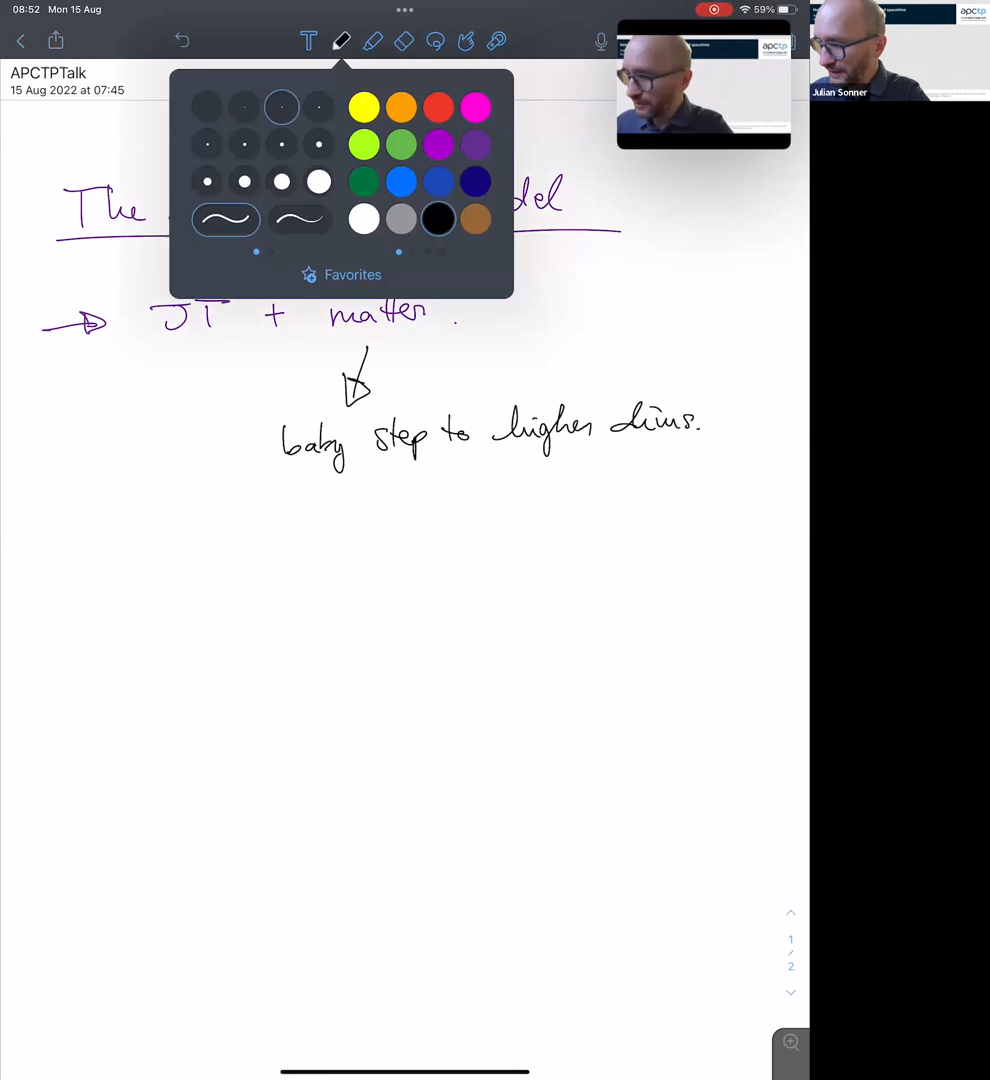 08:52 Mon 15 Aug
59%
APCTPTalk
15 Aug 2022 at 07:45
apctp
apctp
Julian Sonner
The
del
Favorites
→ JT + matter.
baby step to higher dims.
1
/
2